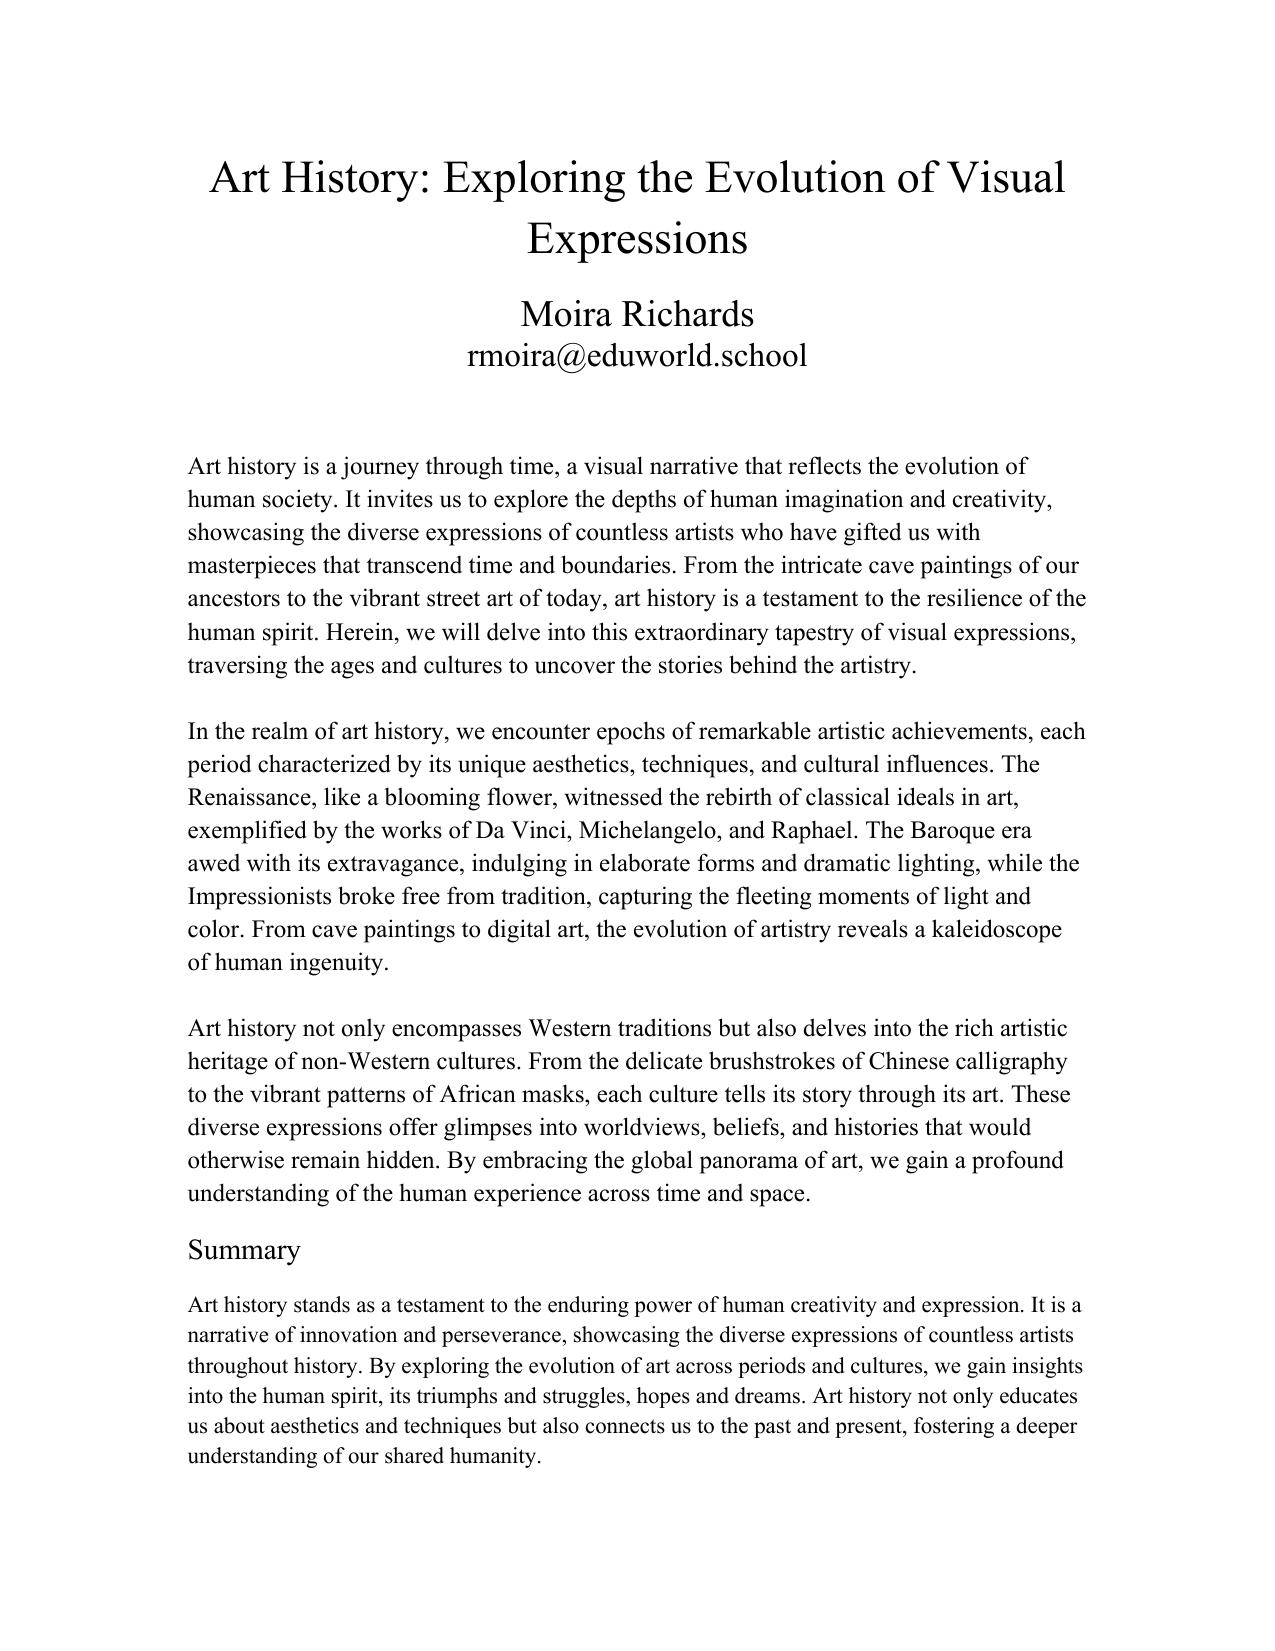 Art History: Exploring the Evolution of Visual
Expressions
Moira Richards
rmoira@eduworld.school
Art history is a journey through time, a visual narrative that reflects the evolution of
human society. It invites us to explore the depths of human imagination and creativity,
showcasing the diverse expressions of countless artists who have gifted us with
masterpieces that transcend time and boundaries. From the intricate cave paintings of our
ancestors to the vibrant street art of today, art history is a testament to the resilience of the
human spirit. Herein, we will delve into this extraordinary tapestry of visual expressions,
traversing the ages and cultures to uncover the stories behind the artistry.
In the realm of art history, we encounter epochs of remarkable artistic achievements, each
period characterized by its unique aesthetics, techniques, and cultural influences. The
Renaissance, like a blooming flower, witnessed the rebirth of classical ideals in art,
exemplified by the works of Da Vinci, Michelangelo, and Raphael. The Baroque era
awed with its extravagance, indulging in elaborate forms and dramatic lighting, while the
Impressionists broke free from tradition, capturing the fleeting moments of light and
color. From cave paintings to digital art, the evolution of artistry reveals a kaleidoscope
of human ingenuity.
Art history not only encompasses Western traditions but also delves into the rich artistic
heritage of non-Western cultures. From the delicate brushstrokes of Chinese calligraphy
to the vibrant patterns of African masks, each culture tells its story through its art. These
diverse expressions offer glimpses into worldviews, beliefs, and histories that would
otherwise remain hidden. By embracing the global panorama of art, we gain a profound
understanding of the human experience across time and space.
Summary
Art history stands as a testament to the enduring power of human creativity and expression. It is a
narrative of innovation and perseverance, showcasing the diverse expressions of countless artists
throughout history. By exploring the evolution of art across periods and cultures, we gain insights
into the human spirit, its triumphs and struggles, hopes and dreams. Art history not only educates
us about aesthetics and techniques but also connects us to the past and present, fostering a deeper
understanding of our shared humanity.